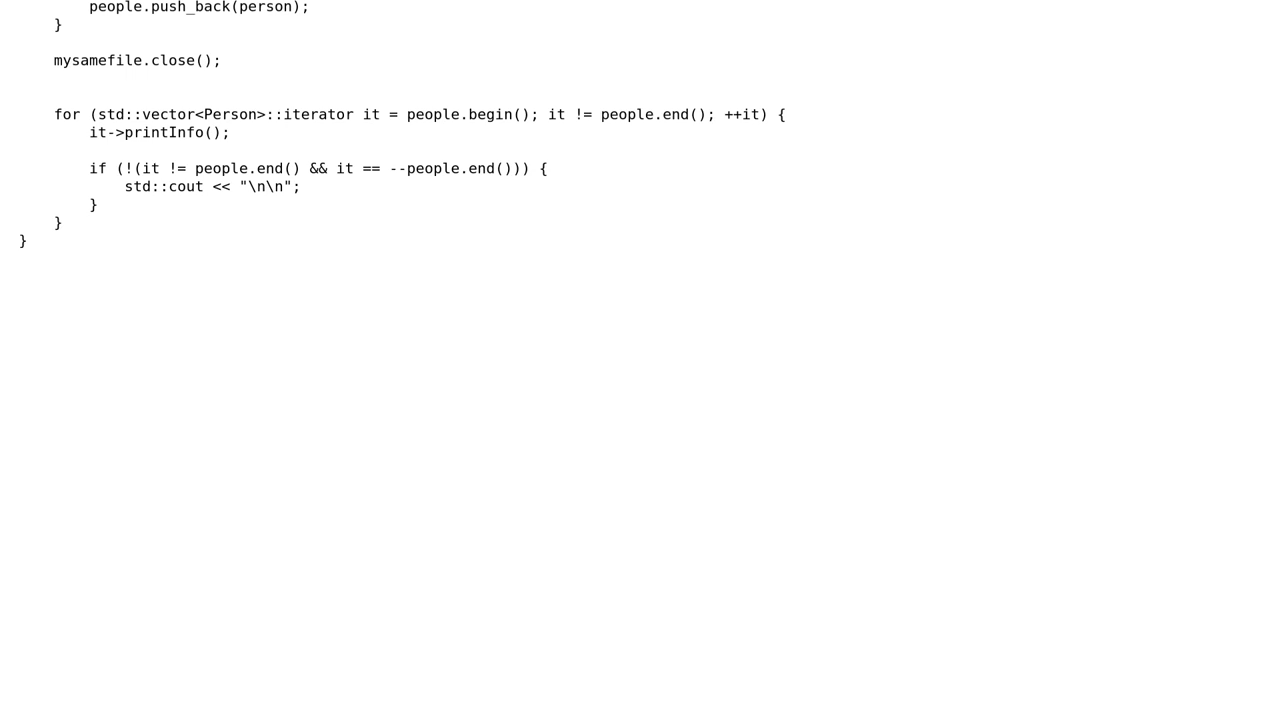 people.push_back(person);
    }

    mysamefile.close();


    for (std::vector<Person>::iterator it = people.begin(); it != people.end(); ++it) {
        it->printInfo();

        if (!(it != people.end() && it == --people.end())) {
            std::cout << "\n\n";
        }
    }
}